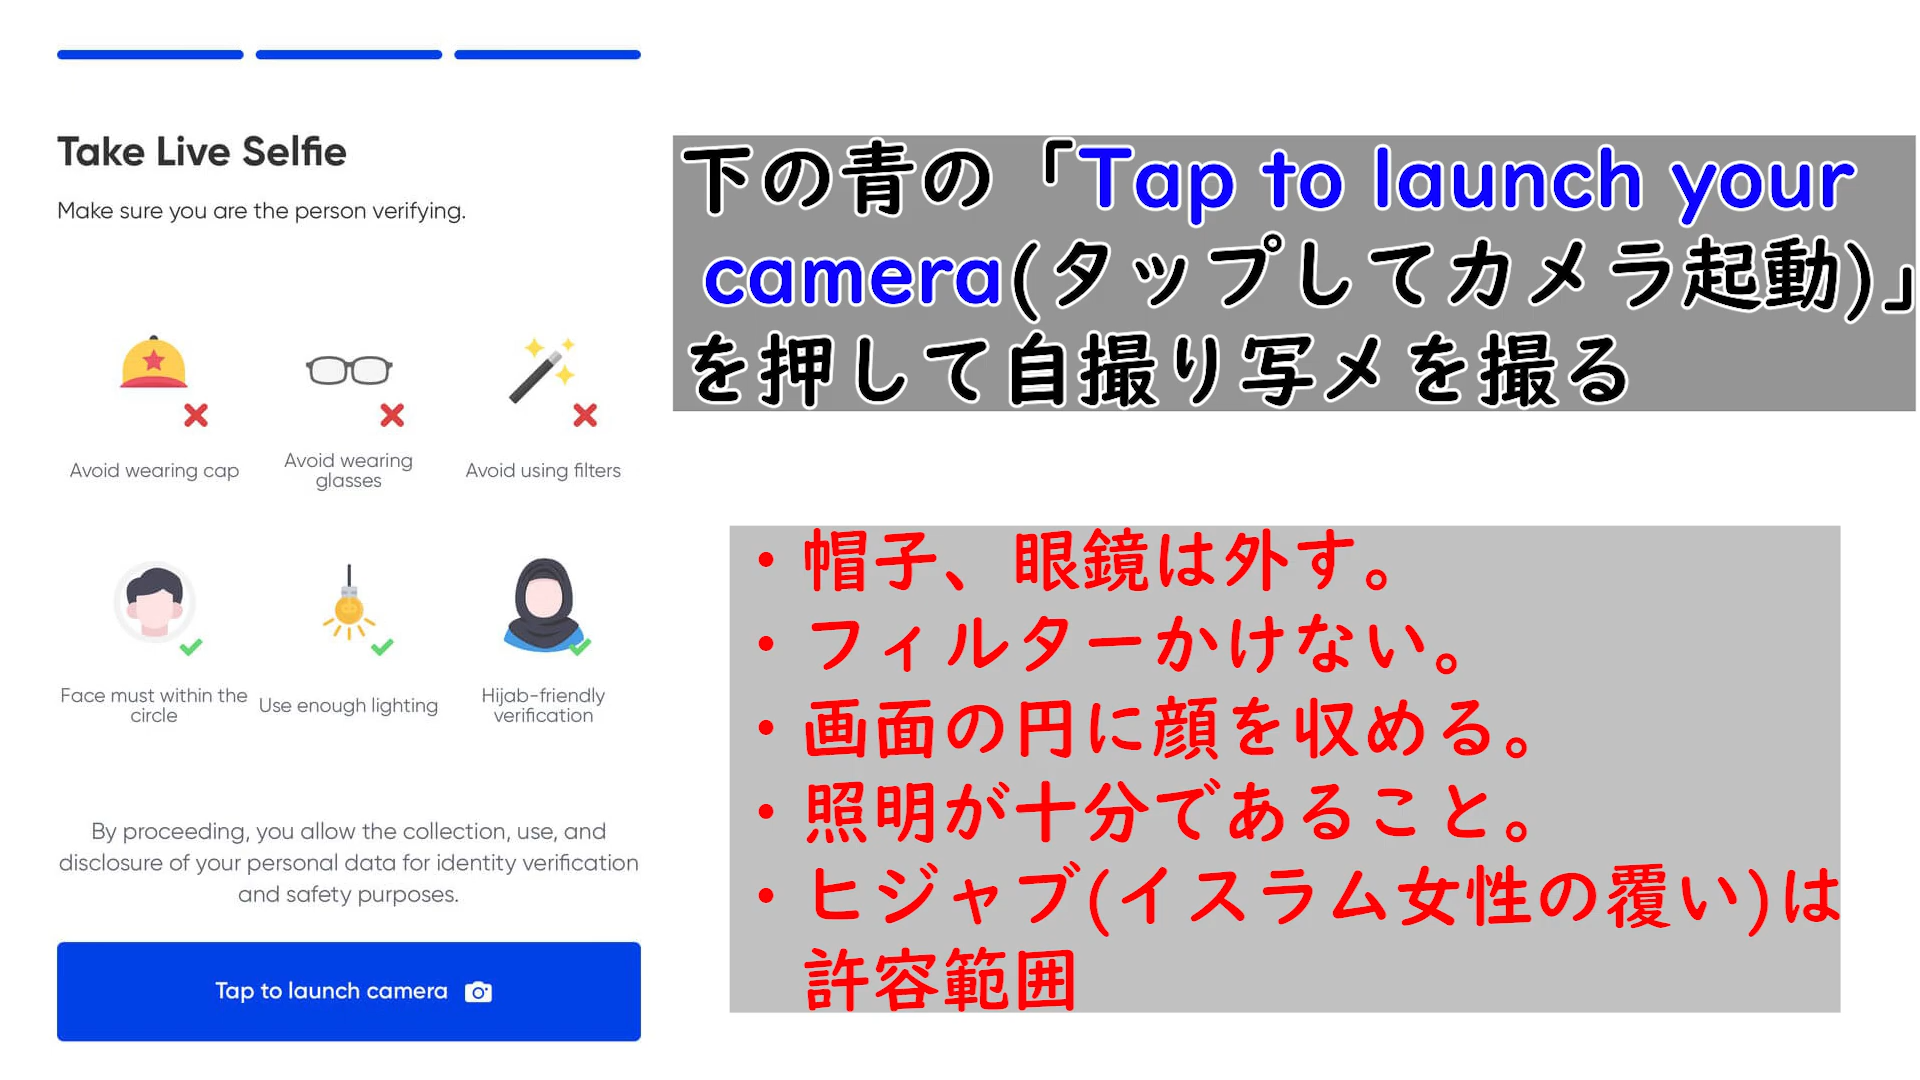 Take Live Selfie
Make sure you are the person verifying.
Avoid wearing cap
Avoid wearing
glasses
Avoid using filters
Face must within the
circle
Use enough lighting
Hijab-friendly
verification
By proceeding, you allow the collection, use, and
disclosure of your personal data for identity verification
and safety purposes.
Tap to launch camera
下の青の「Tap to launch your
camera(タップしてカメラ起動)」
を押して自撮り写メを撮る
・帽子、眼鏡は外す。
・フィルターかけない。
・画面の円に顔を収める。
・照明が十分であること。
・ヒジャブ(イスラム女性の覆い)は
許容範囲